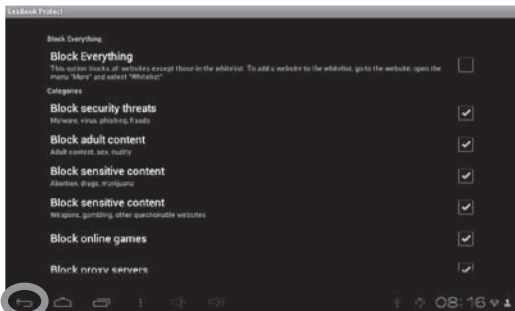 Lexibook Protect
Block Everything
Block Everything
This option blocks all websites except those in the whitelist. To add a website to the whitelist, go to the website, open the
menu "More" and select "Whitelist"
Categories
Block security threats
Malware, virus, phishing, frauds
Block adult content
Adult content, sex, nudity
Block sensitive content
Abortion, drugs, marijuana
Block sensitive content
Weapons, gambling, other questionable websites
Block online games
Block proxy servers
08:16